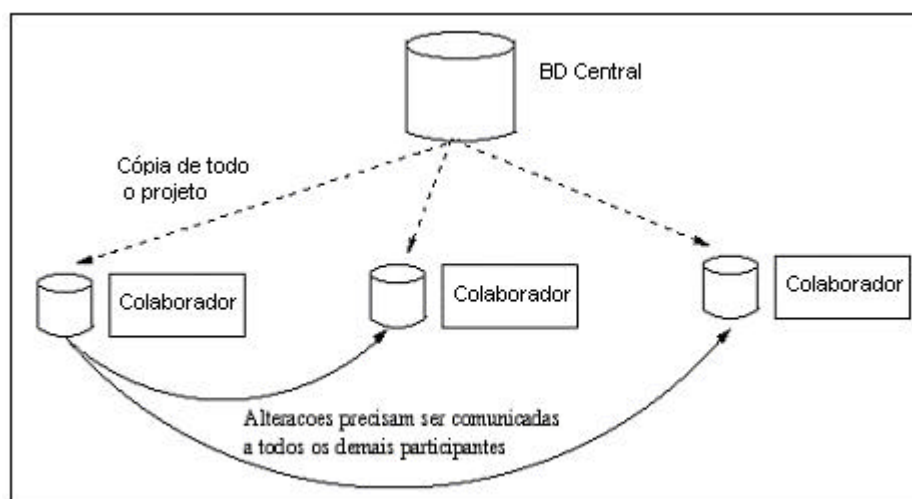 BD Central
Cópia de todo
o projeto
Colaborador
Colaborador
Colaborador
Alteracoes precisam ser comunicadas
a todos os demais participantes